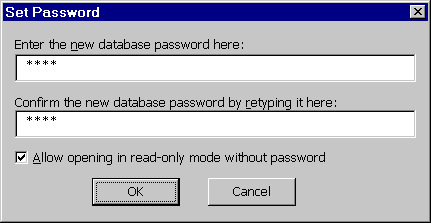 Set Password
Enter the new database password here:
****
Confirm the new database password by retyping it here:
****
Allow opening in read-only mode without password
OK Cancel